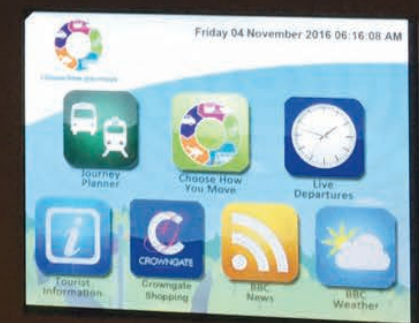 Friday 04 November 2016 06:16:08 AM
Choose how you move
Journey
Planner
Choose How
You Move
Live
Departures
i
CROWNGATE
Tourist
Information
Crowngate
Shopping
BBC
News
BBC
Weather